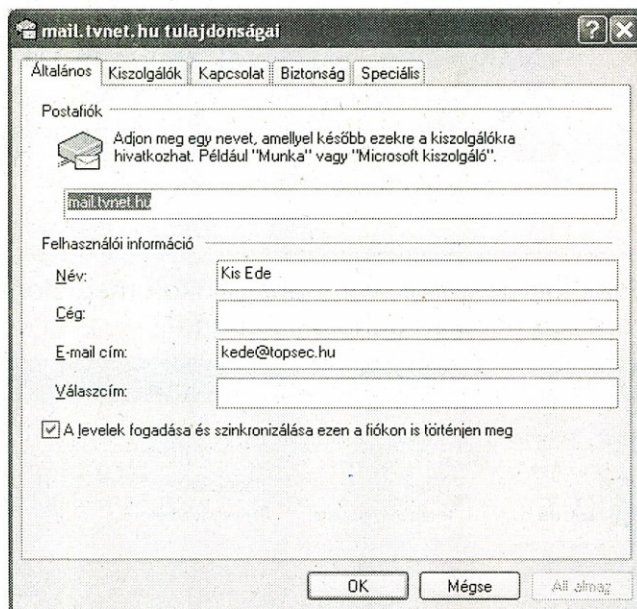 mail.tvnet.hu tulajdonságai
Általános Kiszolgálók Kapcsolat Biztonság Speciális
Postafiók
Adjon meg egy nevet, amellyel később ezekre a kiszolgálókra
hivatkozhat. Például "Munka" vagy "Microsoft kiszolgáló".
mail.tvnet.hu
Felhasználói információ
Név: Kis Ede
Cég:
E-mail cím: kede@topsec.hu
Válaszcím:
A levelek fogadása és szinkronizálása ezen a fiókon is történjen meg
OK Mégse